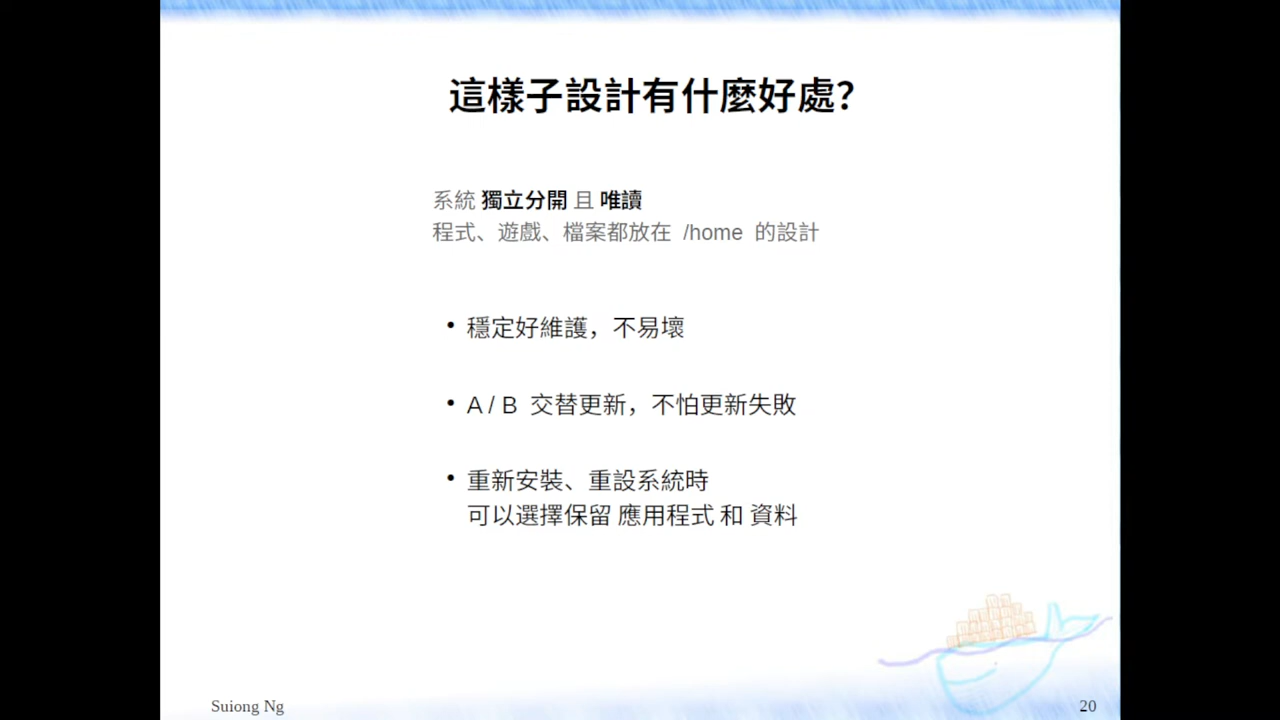 這樣子設計有什麼好處?
系統 獨立分開 且 唯讀
程式、遊戲、檔案都放在 /home 的設計
• 穩定好維護，不易壞
• A / B 交替更新，不怕更新失敗
• 重新安裝、重設系統時
可以選擇保留 應用程式 和 資料
Suiong Ng
20